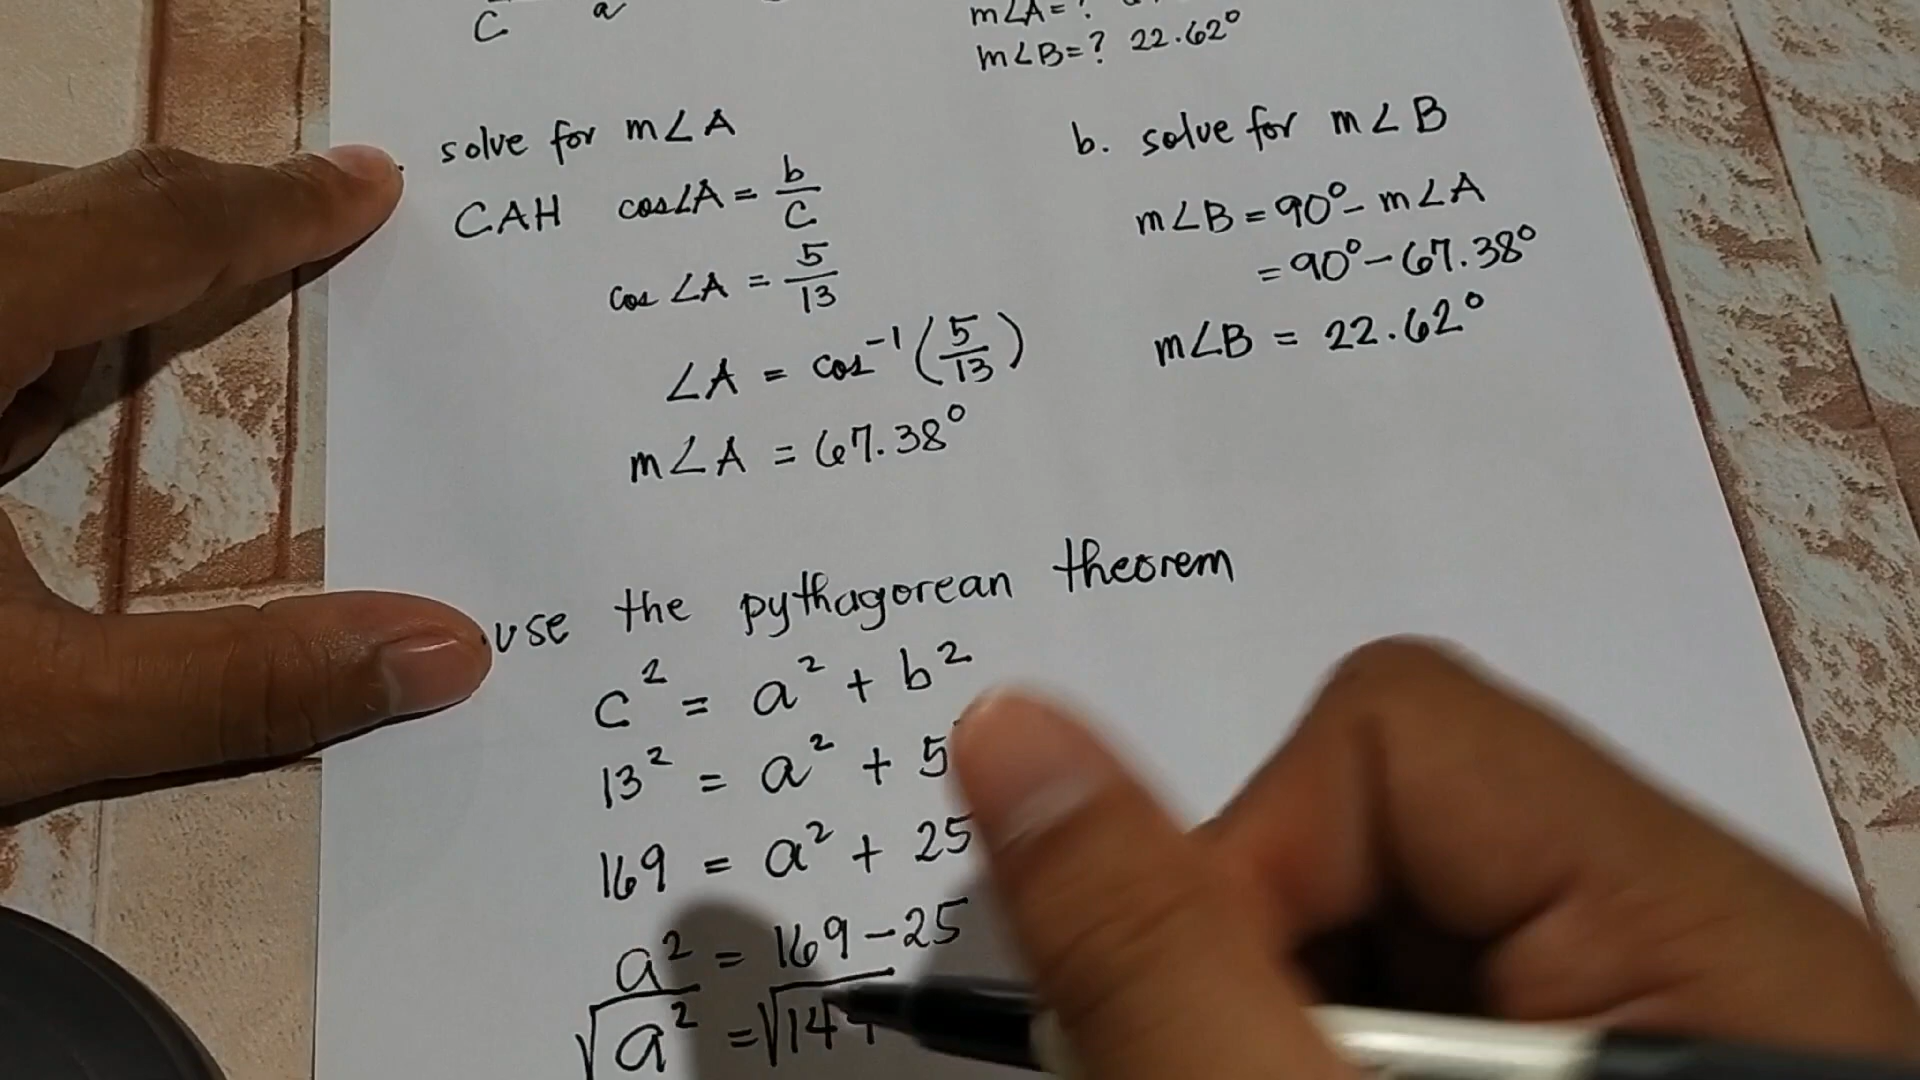 C a
m∠A = ?
m∠B = ? 22.62°
solve for m∠A
CAH cos∠A = b/c
cos ∠A = 5/13
∠A = cos⁻¹(5/13)
m∠A = 67.38°
b. solve for m∠B
m∠B = 90° - m∠A
= 90° - 67.38°
m∠B = 22.62°
use the pythagorean theorem
c² = a² + b²
13² = a² + 5
169 = a² + 25
a² = 169 - 25
√a² = √144